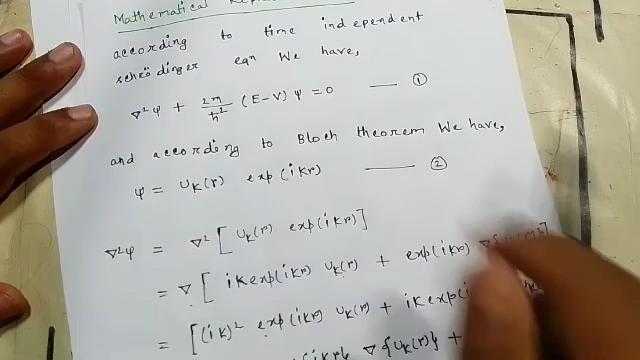 Mathematical
according to time independent
schrödinger eqn We have,
∇²ψ + 2m/ħ² (E-V) ψ = 0 —— ①
and according to Bloch theorem We have,
ψ = uk(r) exp(ikr) —— ②
∇²ψ = ∇² [ uk(r) exp(ikr) ]
= ∇ [ ik exp(ikr) uk(r) + exp(ikr)
= [(ik)² exp(ikr) uk(r) + ik exp(i
∇ {uk(r)} +